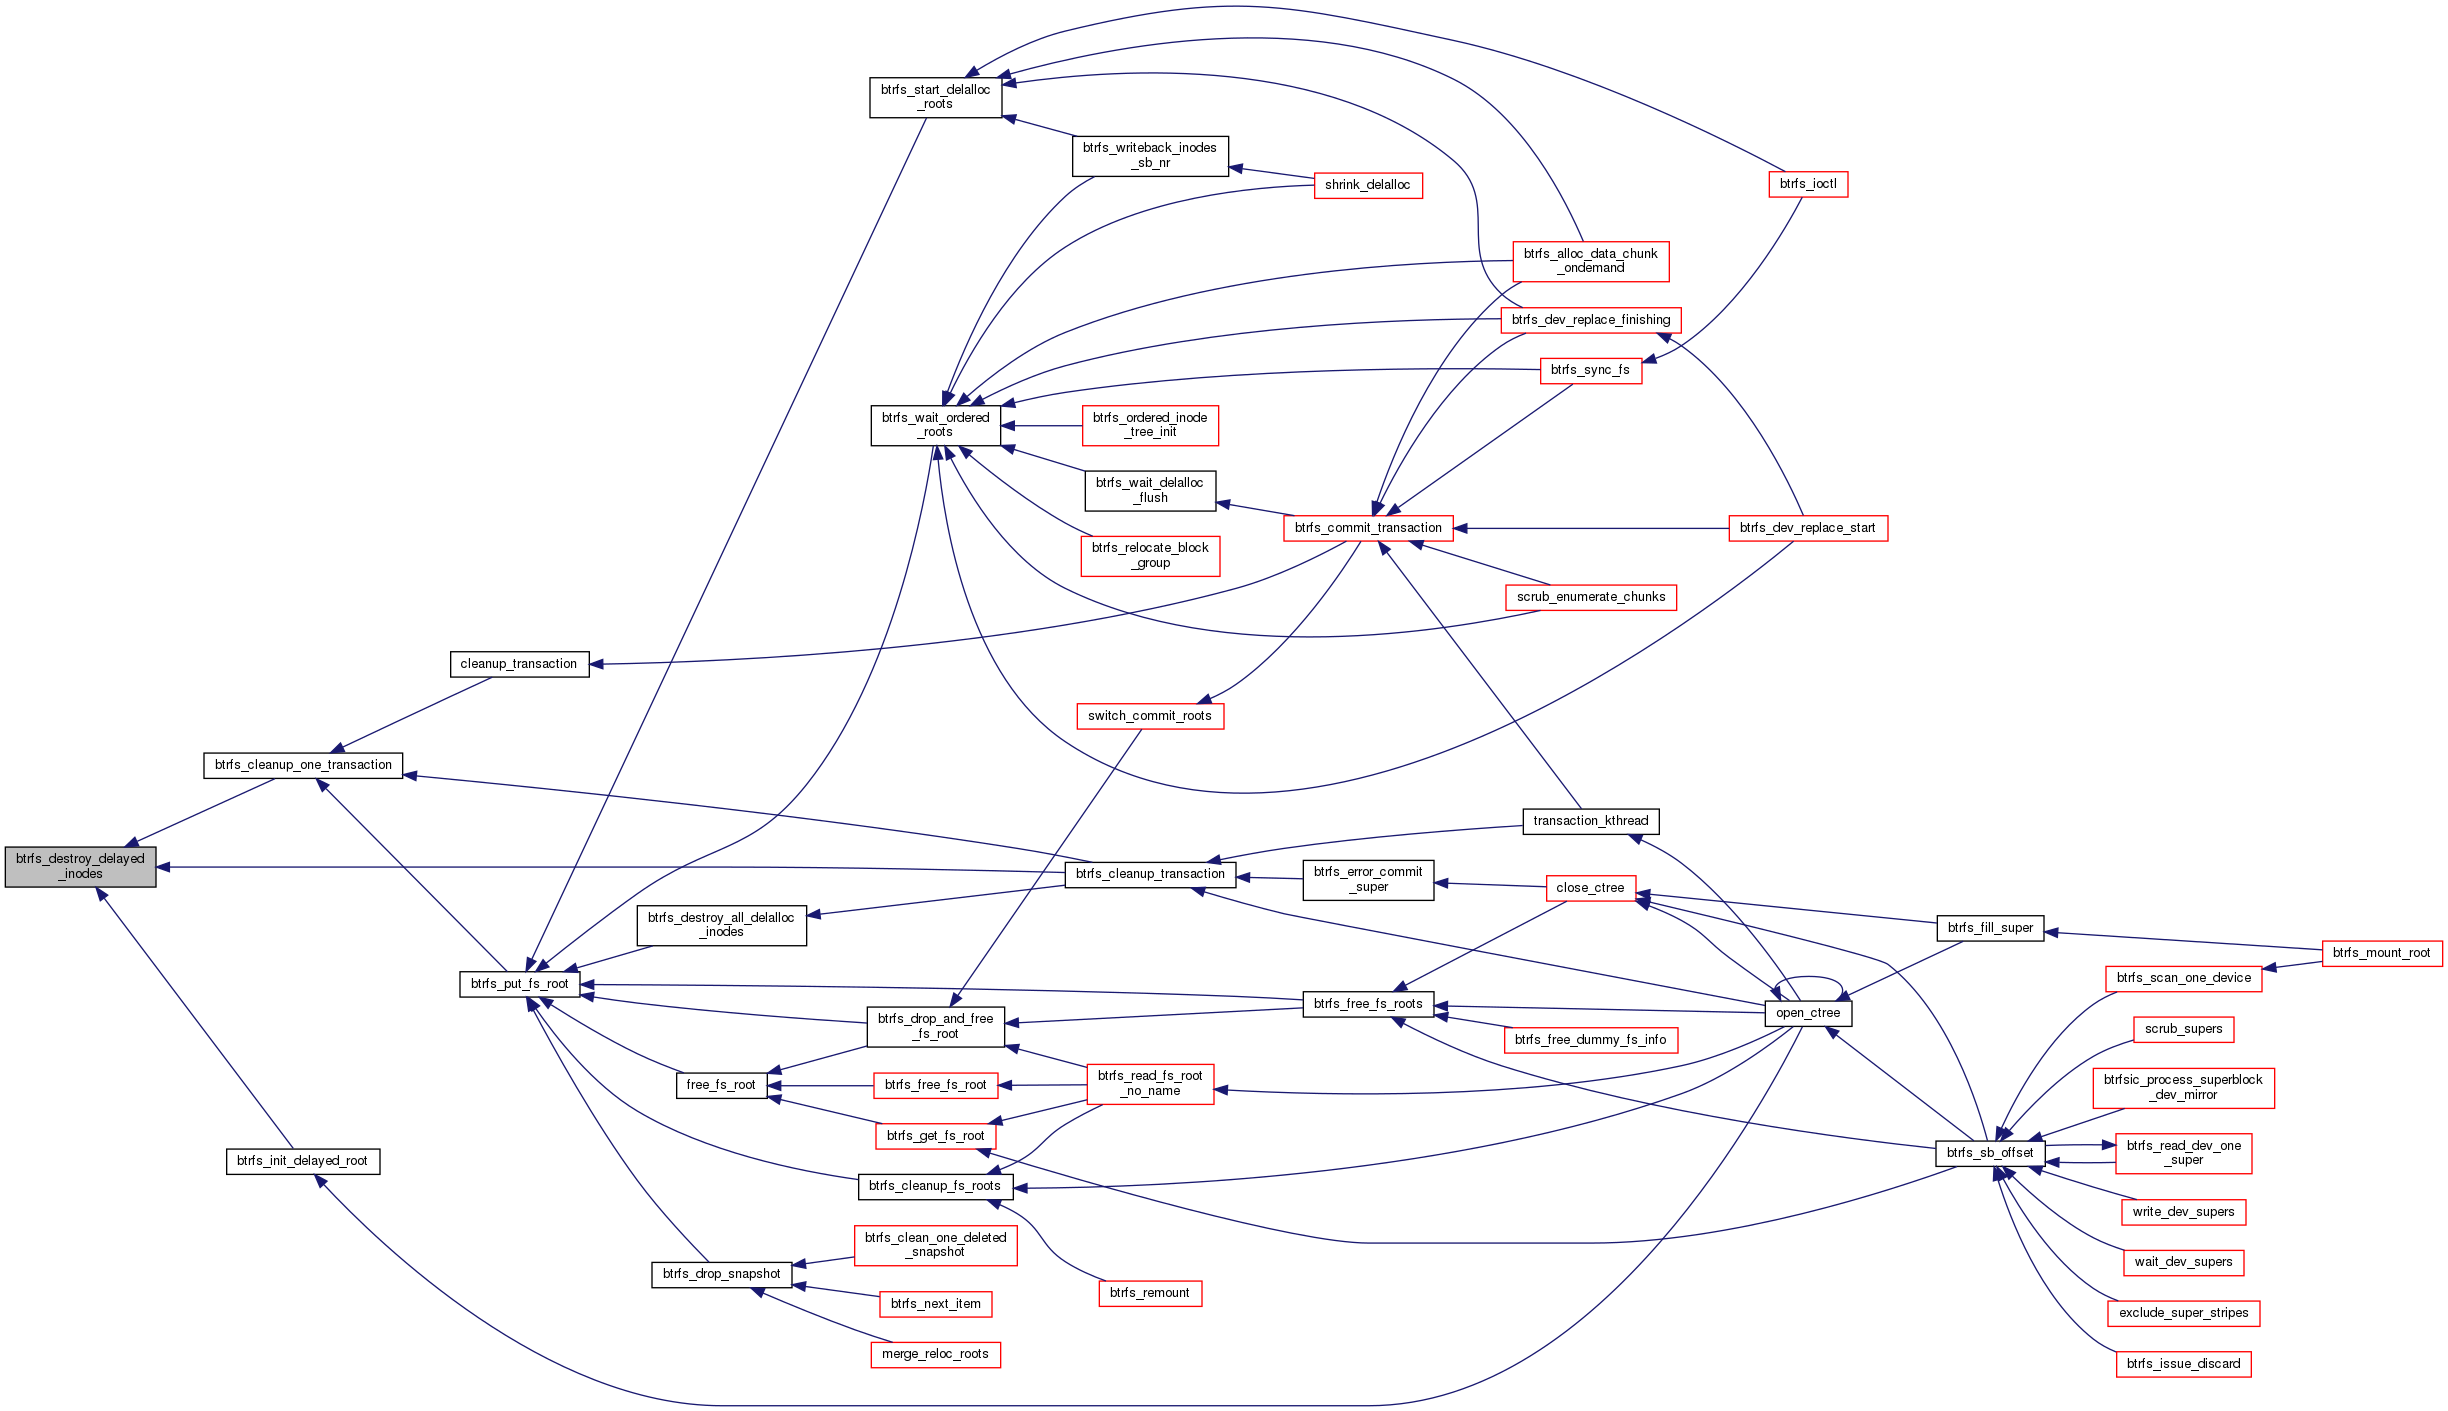 btrfs_start_delalloc
_roots
btrfs_writeback_inodes
_sb_nr
shrink_delalloc
btrfs_ioctl
btrfs_alloc_data_chunk
_ondemand
btrfs_dev_replace_finishing
btrfs_sync_fs
btrfs_wait_ordered
_roots
btrfs_ordered_inode
_tree_init
btrfs_wait_delalloc
_flush
btrfs_commit_transaction
btrfs_dev_replace_start
btrfs_relocate_block
_group
scrub_enumerate_chunks
cleanup_transaction
switch_commit_roots
btrfs_cleanup_one_transaction
transaction_kthread
btrfs_destroy_delayed
_inodes
btrfs_cleanup_transaction
btrfs_error_commit
_super
close_ctree
btrfs_destroy_all_delalloc
_inodes
btrfs_fill_super
btrfs_mount_root
btrfs_put_fs_root
btrfs_scan_one_device
btrfs_free_fs_roots
open_ctree
btrfs_drop_and_free
_fs_root
btrfs_free_dummy_fs_info
scrub_supers
free_fs_root
btrfs_free_fs_root
btrfs_read_fs_root
_no_name
btrfsic_process_superblock
_dev_mirror
btrfs_get_fs_root
btrfs_init_delayed_root
btrfs_sb_offset
btrfs_read_dev_one
_super
btrfs_cleanup_fs_roots
write_dev_supers
btrfs_clean_one_deleted
_snapshot
wait_dev_supers
btrfs_drop_snapshot
btrfs_remount
btrfs_next_item
exclude_super_stripes
merge_reloc_roots
btrfs_issue_discard